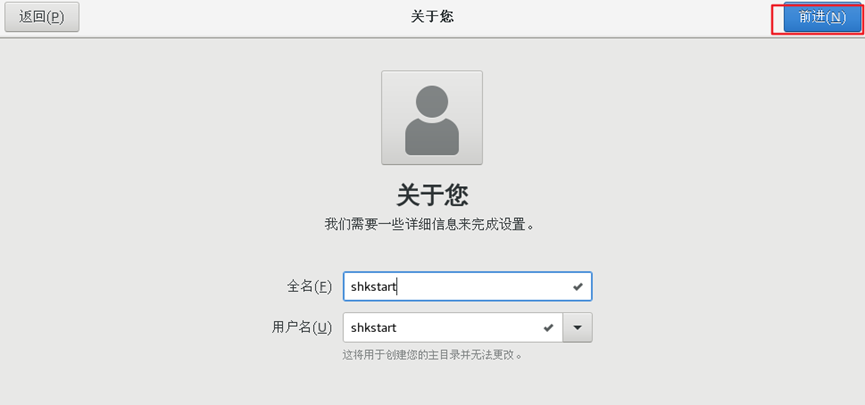 返回(P)
关于您
前进(N)
关于您
我们需要一些详细信息来完成设置。
全名(F)
shkstart
用户名(U)
shkstart
这将用于创建您的主目录并无法更改。